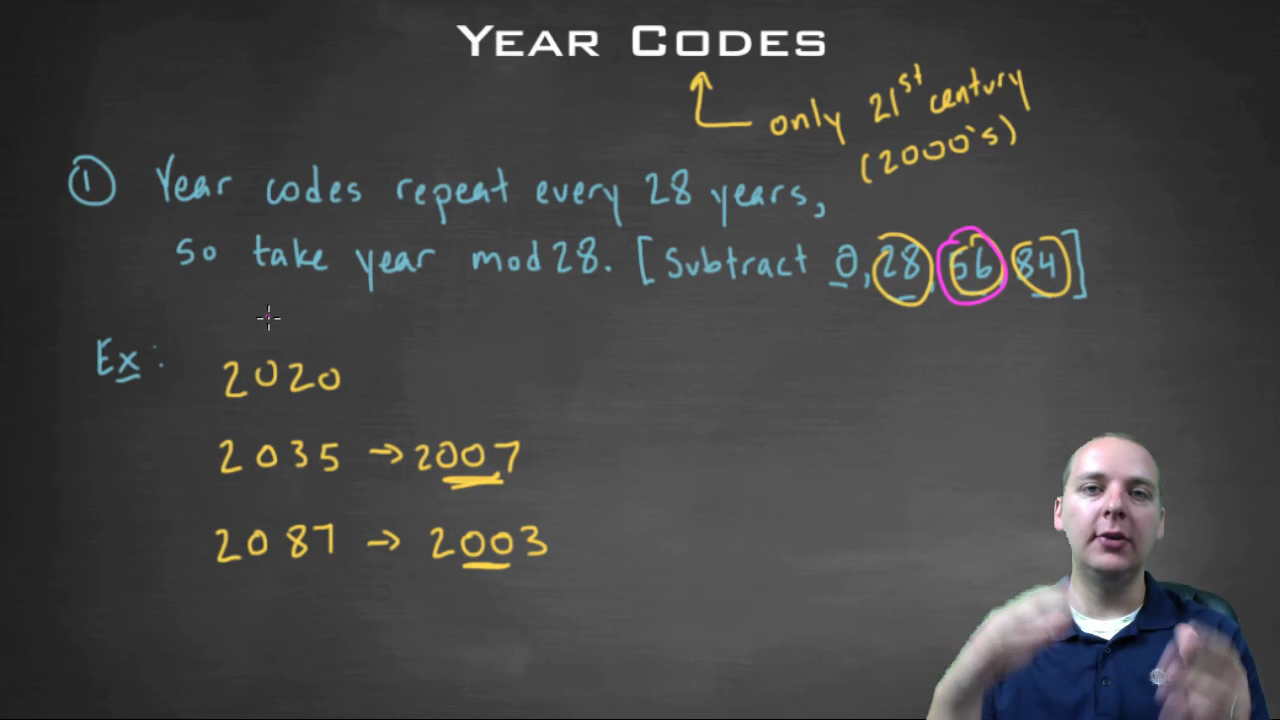 YEAR CODES
only 21st century
(2000's)
① Year codes repeat every 28 years,
so take year mod 28. [Subtract 0, 28, 56, 84]
Ex:
2020
2035 → 2007
2087 → 2003